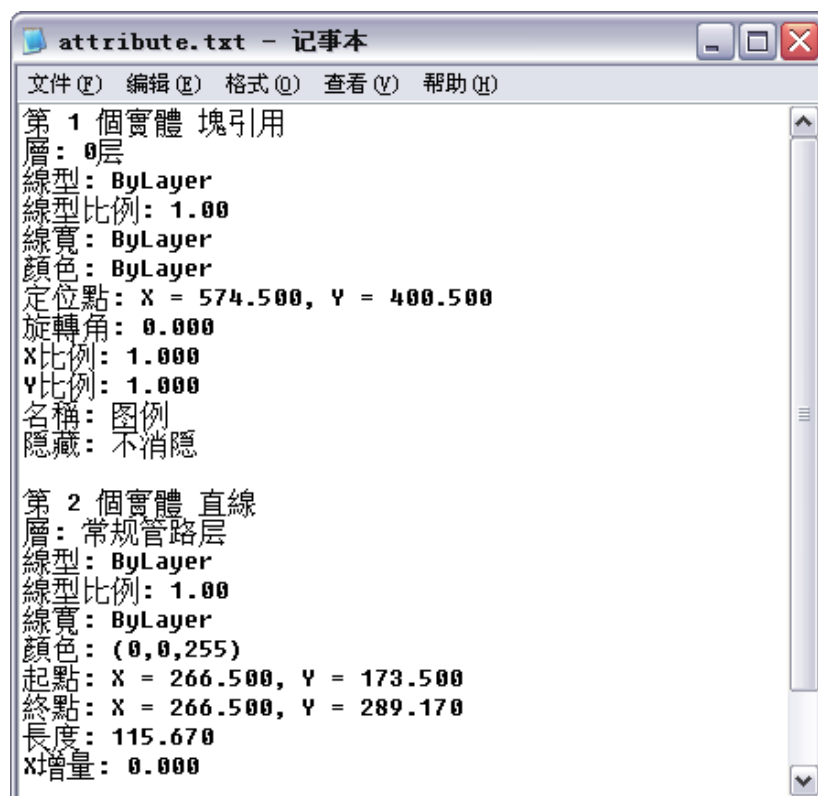 attribute.txt - 记事本
文件(F) 编辑(E) 格式(O) 查看(V) 帮助(H)
第 1 個實體 塊引用
層: 0层
線型: ByLayer
線型比例: 1.00
線寬: ByLayer
顏色: ByLayer
定位點: X = 574.500, Y = 400.500
旋轉角: 0.000
X比例: 1.000
Y比例: 1.000
名稱: 图例
隱藏: 不消隱
第 2 個實體 直線
層: 常规管路层
線型: ByLayer
線型比例: 1.00
線寬: ByLayer
顏色: (0,0,255)
起點: X = 266.500, Y = 173.500
終點: X = 266.500, Y = 289.170
長度: 115.670
X增量: 0.000